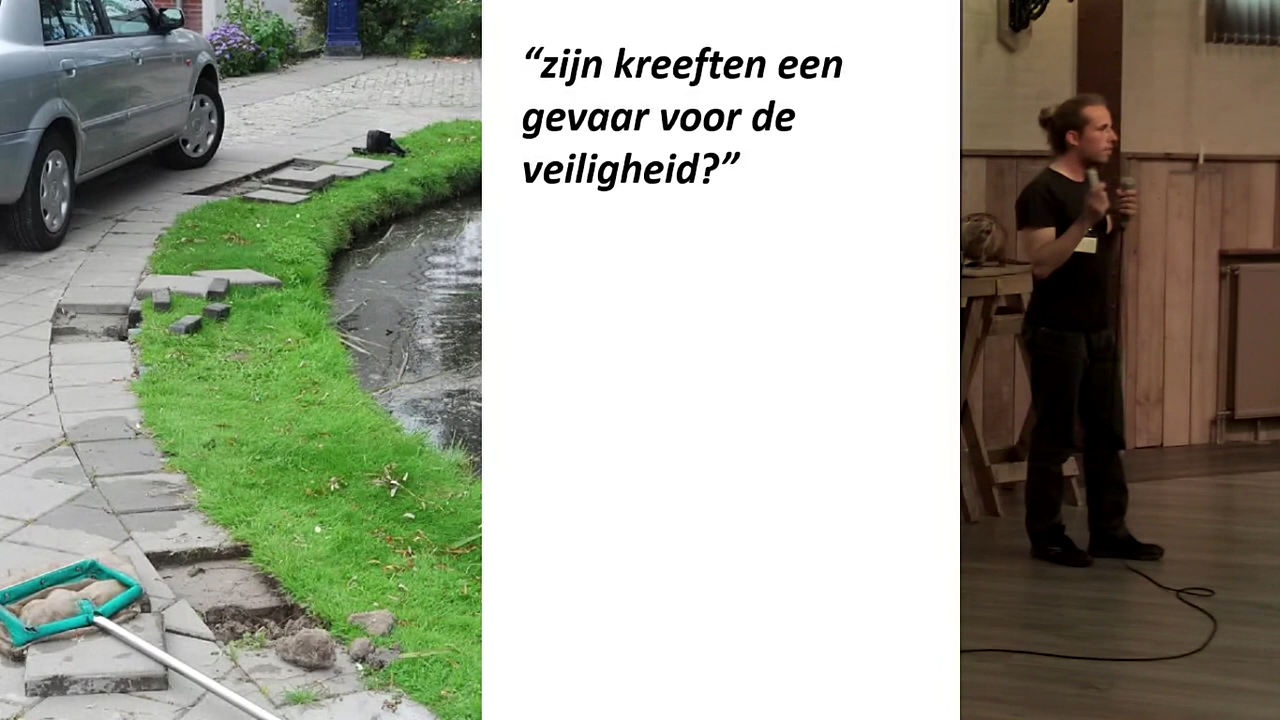 “zijn kreeften een
gevaar voor de
veiligheid?”